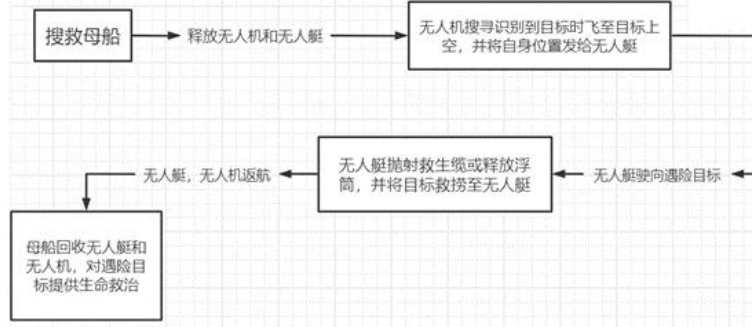 搜救母船
释放无人机和无人艇
无人机搜寻识别到目标时飞至目标上
空，并将自身位置发给无人艇
无人艇驶向遇险目标
无人艇抛射救生缆或释放浮
筒，并将目标救捞至无人艇
无人艇，无人机返航
母船回收无人艇和
无人机，对遇险目
标提供生命救治